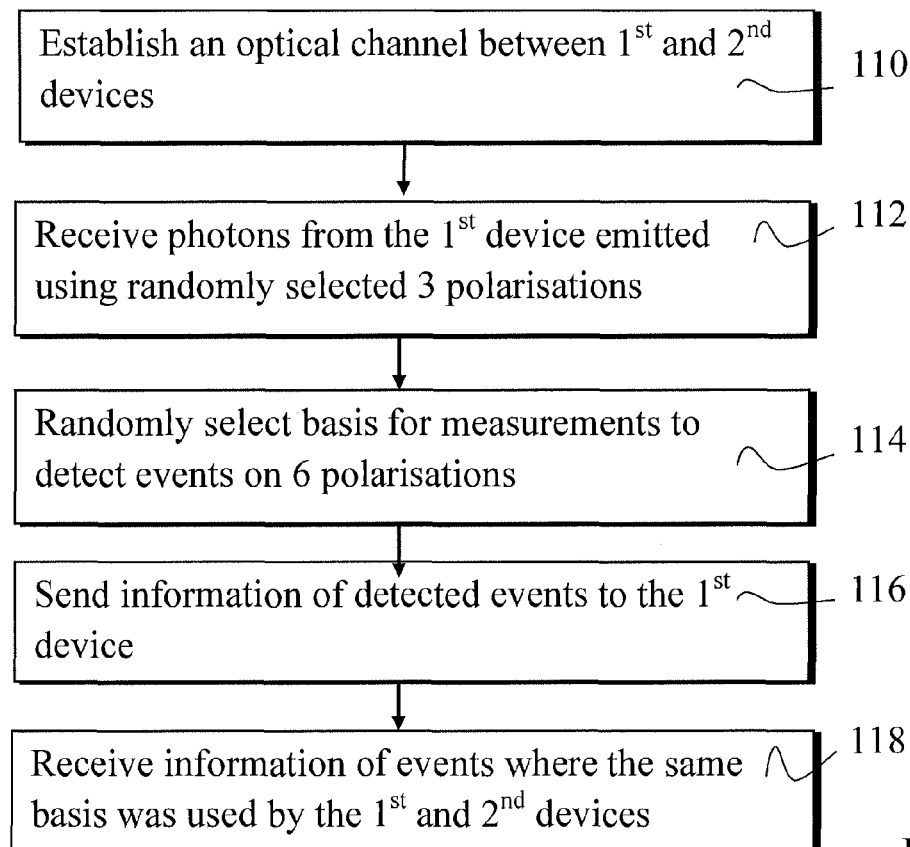 Establish an optical channel between 1st and 2nd
devices
110
Receive photons from the 1st device emitted
using randomly selected 3 polarisations
112
Randomly select basis for measurements to
detect events on 6 polarisations
114
Send information of detected events to the 1st
device
116
Receive information of events where the same
basis was used by the 1st and 2nd devices
118